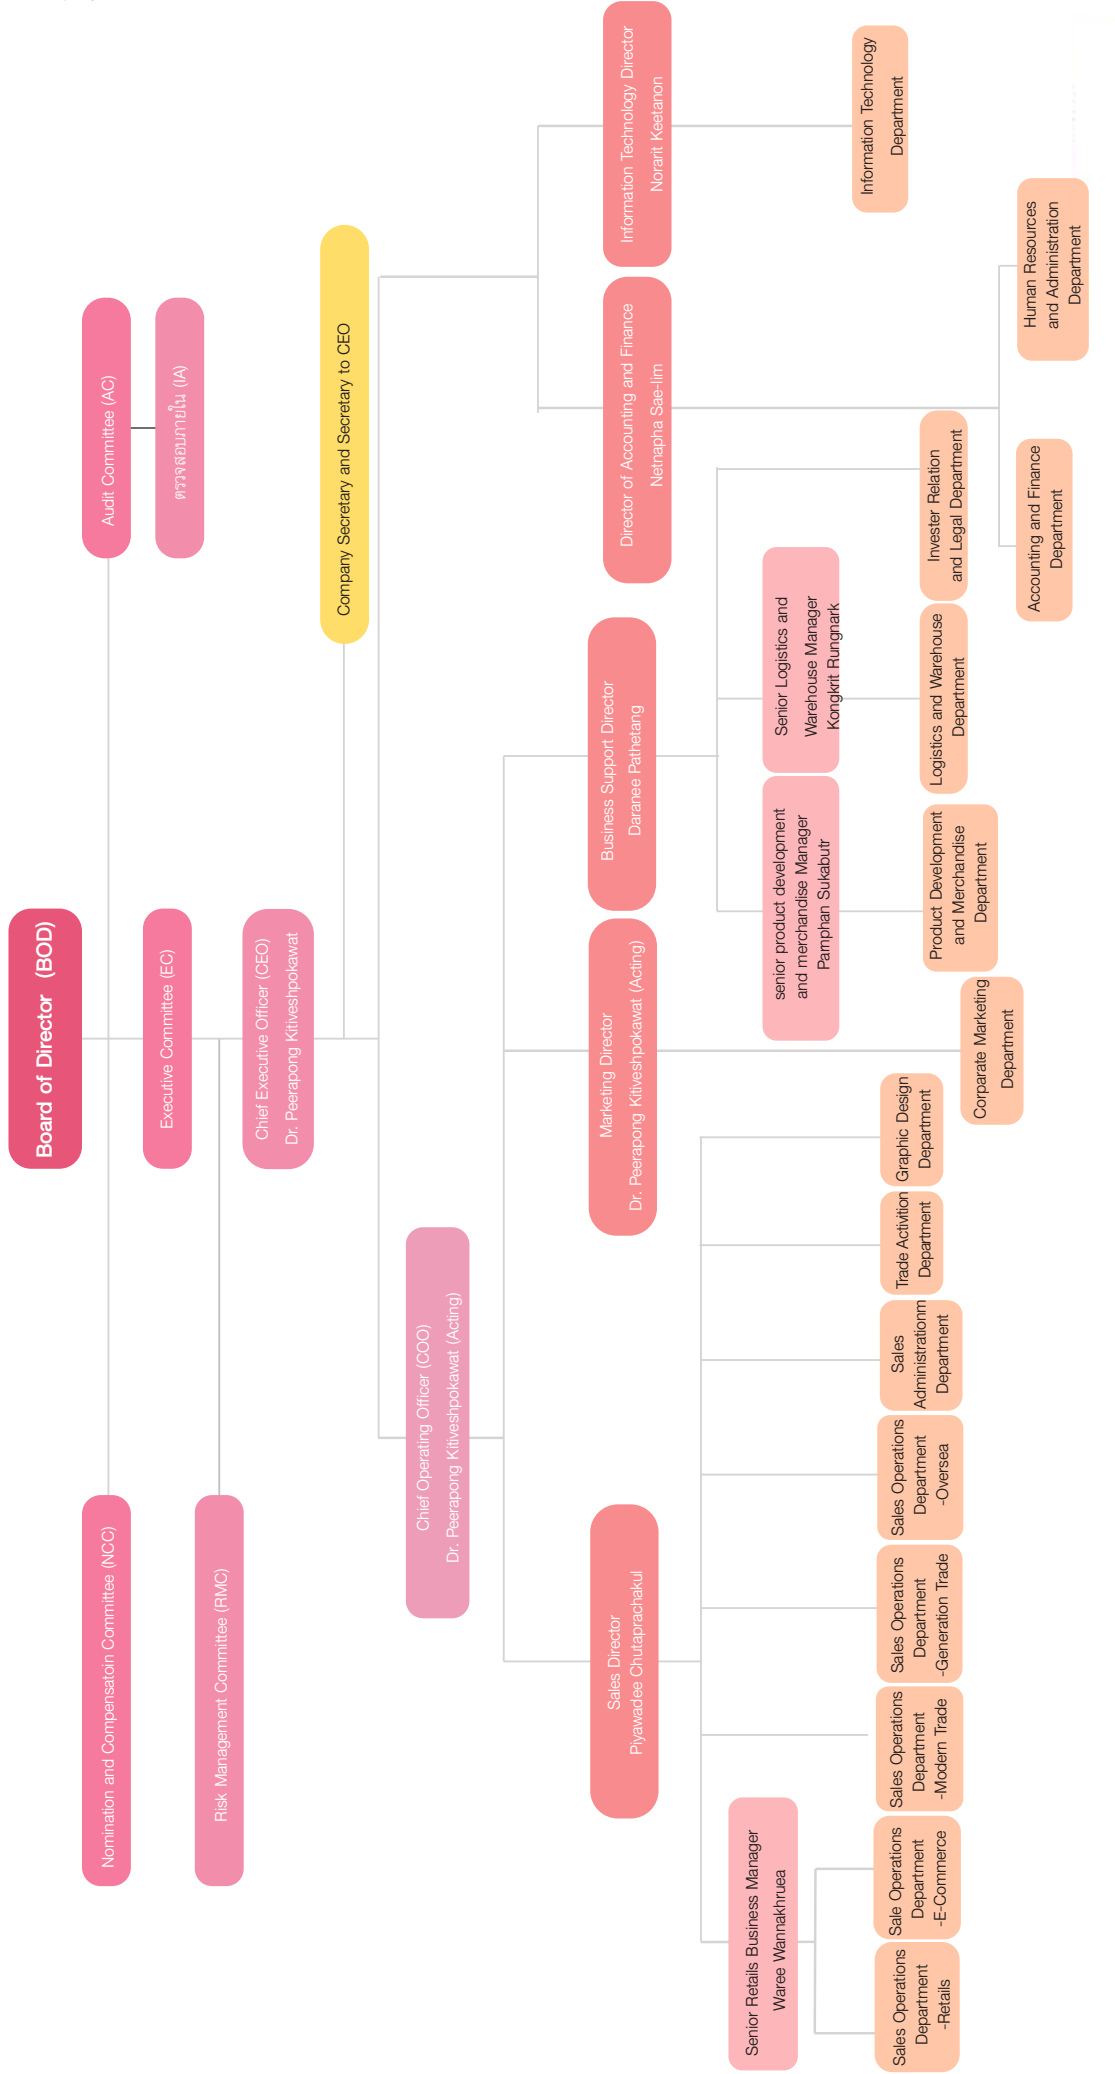 Board of Director (BOD)
Nomination and Compensatoin Committee (NCC)
Audit Committee (AC)
Executive Committee (EC)
ตรวจสอบภายใน (IA)
Risk Management Committee (RMC)
Chief Executive Officer (CEO)
Dr. Peerapong Kitiveshpokawat
Company Secretary and Secretary to CEO
Chief Operating Officer (COO)
Dr. Peerapong Kitiveshpokawat (Acting)
Sales Director
Piyawadee Chutaprachakul
Marketing Director
Dr. Peerapong Kitiveshpokawat (Acting)
Business Support Director
Daranee Pathetang
Director of Accounting and Finance
Netnapha Sae-lim
Information Technology Director
Norarit Keetanon
Senior Retails Business Manager
Waree Wannakhruea
senior product development
and merchandise Manager
Pamphan Sukabutr
Senior Logistics and
Warehouse Manager
Kongkrit Rungnark
Sales Operations
Department
-Retails
Sale Operations
Department
-E-Commerce
Sales Operations
Department
-Modern Trade
Sales Operations
Department
-Generation Trade
Sales Operations
Department
-Oversea
Sales
Administrationm
Department
Trade Activition
Department
Graphic Design
Department
Corparate Marketing
Department
Product Development
and Merchandise
Department
Logistics and Warehouse
Department
Invester Relation
and Legal Department
Accounting and Finance
Department
Human Resources
and Administration
Department
Information Technology
Department